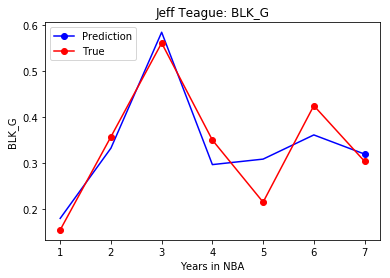 Jeff Teague: BLK_G
Prediction
True
0.6
0.5
0.4
0.3
0.2
BLK_G
1 2 3 4 5 6 7
Years in NBA